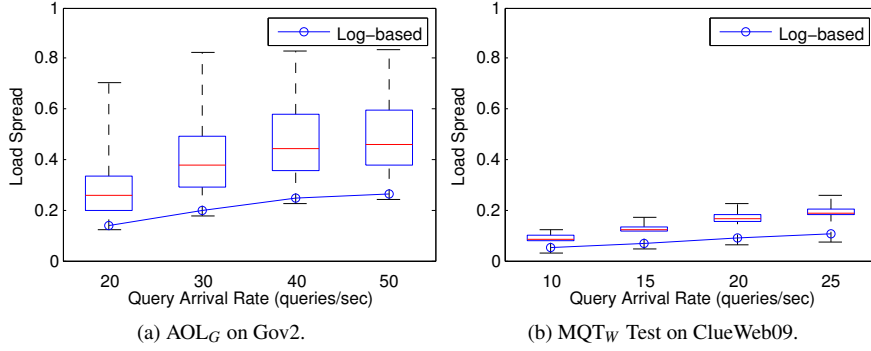 1
0.8
0.6
0.4
0.2
0
Load Spread
Log-based
20 30 40 50
Query Arrival Rate (queries/sec)
(a) AOL_G on Gov2.
1
0.8
0.6
0.4
0.2
0
Load Spread
Log-based
10 15 20 25
Query Arrival Rate (queries/sec)
(b) MQT_W Test on ClueWeb09.